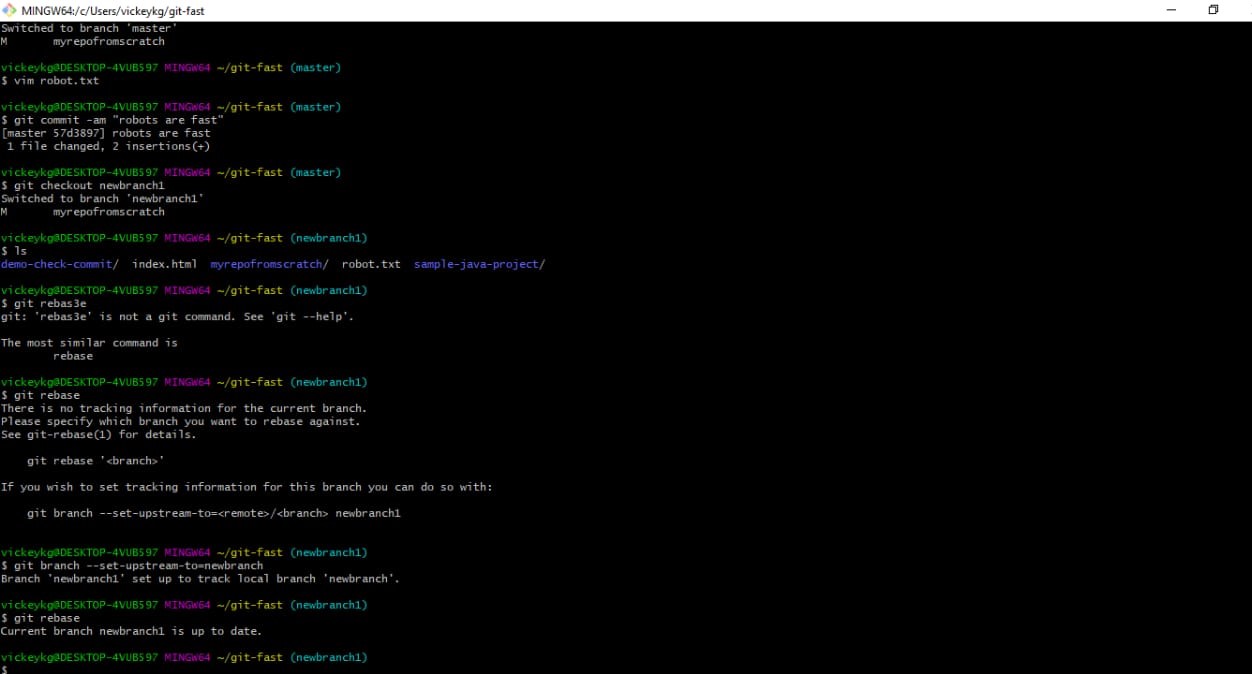 MINGW64:/c/Users/vickeykg/git-fast
Switched to branch 'master'
M       myrepofromscratch
vickeykg@DESKTOP-4VUB597 MINGW64 ~/git-fast (master)
$ vim robot.txt
vickeykg@DESKTOP-4VUB597 MINGW64 ~/git-fast (master)
$ git commit -am "robots are fast"
[master 57d3897] robots are fast
 1 file changed, 2 insertions(+)
vickeykg@DESKTOP-4VUB597 MINGW64 ~/git-fast (master)
$ git checkout newbranch1
Switched to branch 'newbranch1'
M       myrepofromscratch
vickeykg@DESKTOP-4VUB597 MINGW64 ~/git-fast (newbranch1)
$ ls
demo-check-commit/  index.html  myrepofromscratch/  robot.txt  sample-java-project/
vickeykg@DESKTOP-4VUB597 MINGW64 ~/git-fast (newbranch1)
$ git rebas3e
git: 'rebas3e' is not a git command. See 'git --help'.
The most similar command is
        rebase
vickeykg@DESKTOP-4VUB597 MINGW64 ~/git-fast (newbranch1)
$ git rebase
There is no tracking information for the current branch.
Please specify which branch you want to rebase against.
See git-rebase(1) for details.
    git rebase '<branch>'
If you wish to set tracking information for this branch you can do so with:
    git branch --set-upstream-to=<remote>/<branch> newbranch1
vickeykg@DESKTOP-4VUB597 MINGW64 ~/git-fast (newbranch1)
$ git branch --set-upstream-to=newbranch
Branch 'newbranch1' set up to track local branch 'newbranch'.
vickeykg@DESKTOP-4VUB597 MINGW64 ~/git-fast (newbranch1)
$ git rebase
Current branch newbranch1 is up to date.
vickeykg@DESKTOP-4VUB597 MINGW64 ~/git-fast (newbranch1)
$